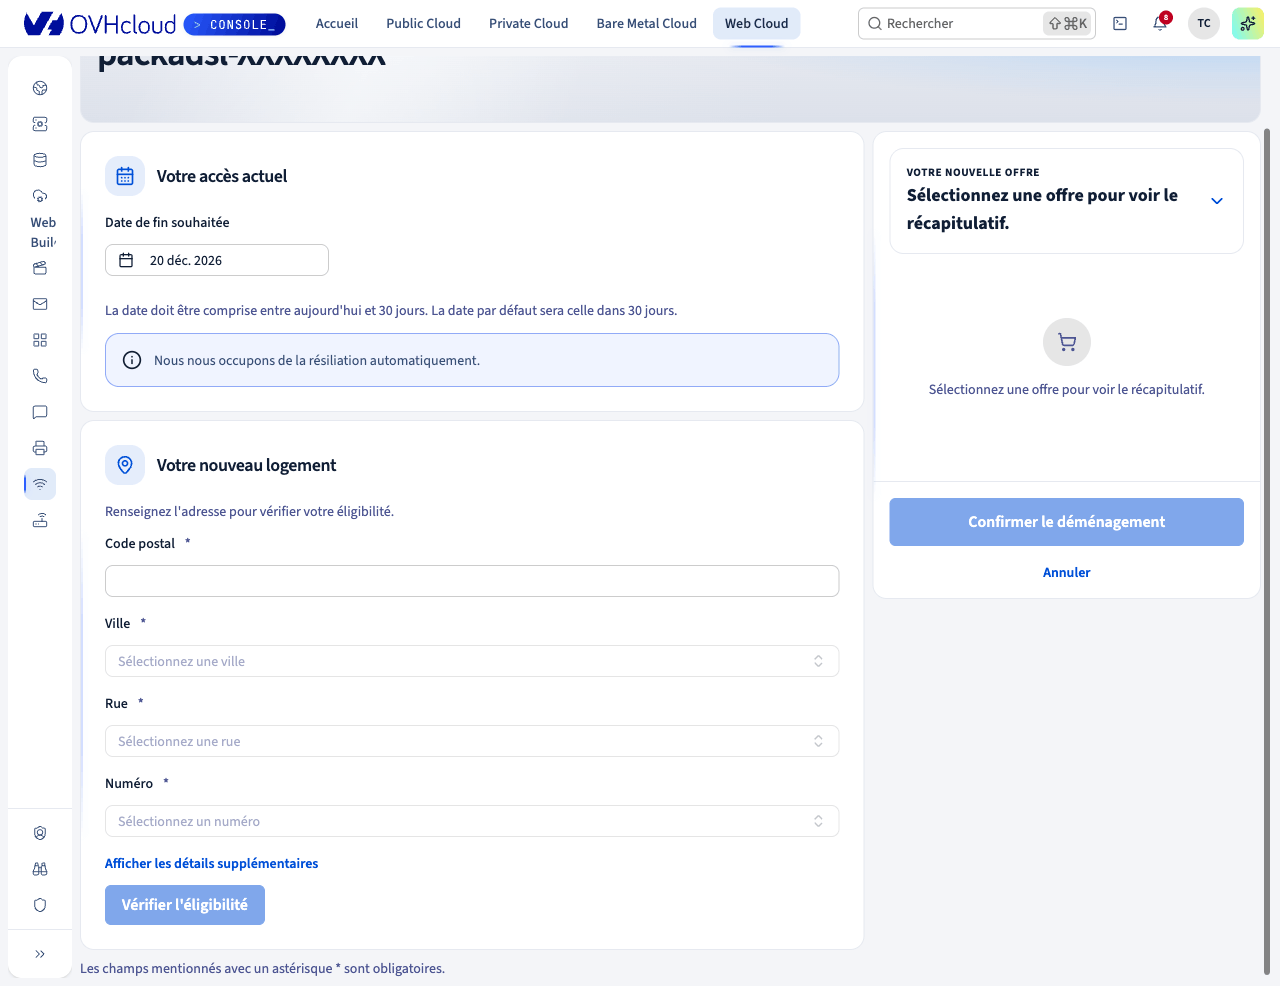 OVHcloud
> CONSOLE_
Accueil
Public Cloud
Private Cloud
Bare Metal Cloud
Web Cloud
Rechercher
⇧⌘K
8
TC
packadsl-xxxxxxxx
Web
Buil
Votre accès actuel
Date de fin souhaitée
20 déc. 2026
La date doit être comprise entre aujourd'hui et 30 jours. La date par défaut sera celle dans 30 jours.
Nous nous occupons de la résiliation automatiquement.
Votre nouveau logement
Renseignez l'adresse pour vérifier votre éligibilité.
Code postal *
Ville *
Sélectionnez une ville
Rue *
Sélectionnez une rue
Numéro *
Sélectionnez un numéro
Afficher les détails supplémentaires
Vérifier l'éligibilité
Les champs mentionnés avec un astérisque * sont obligatoires.
VOTRE NOUVELLE OFFRE
Sélectionnez une offre pour voir le
récapitulatif.
Sélectionnez une offre pour voir le récapitulatif.
Confirmer le déménagement
Annuler